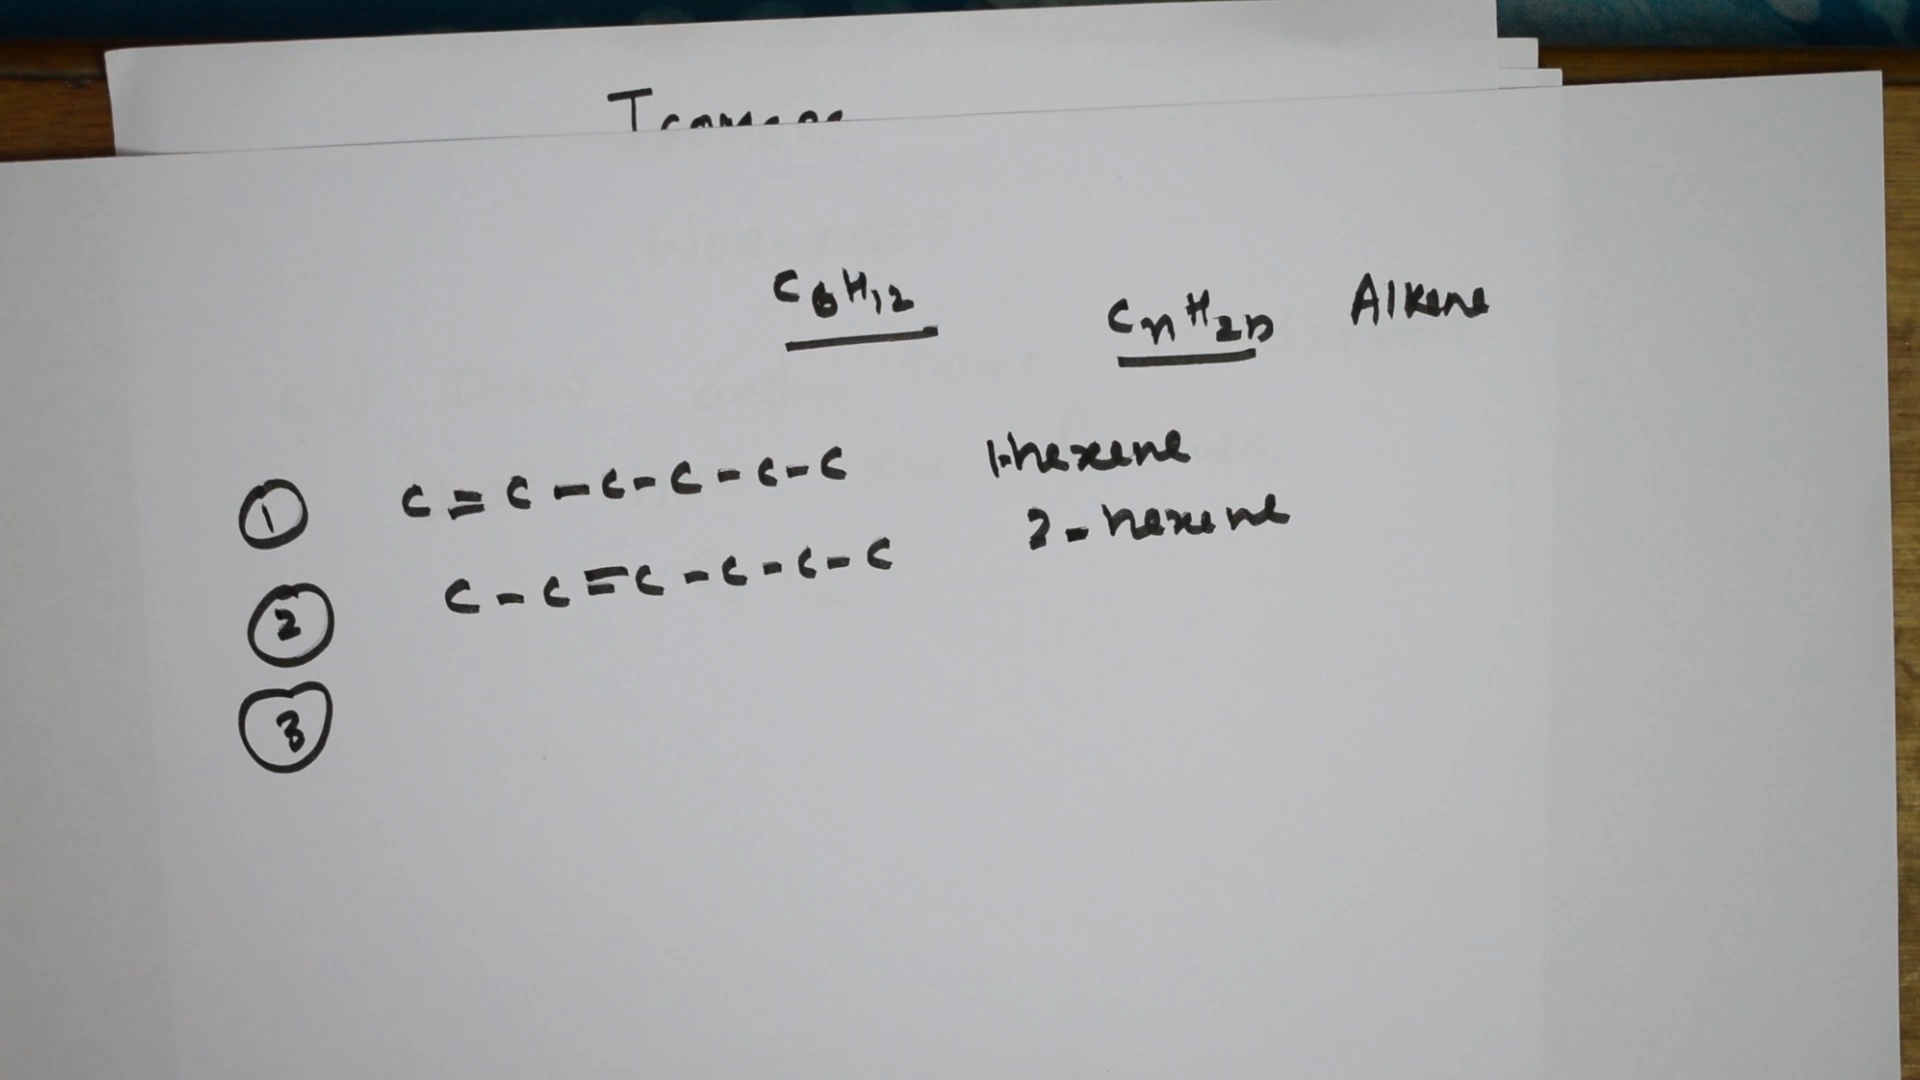 C6H12 CnH2n Alkene
1 C=C-C-C-C-C 1-hexene
2 C-C=C-C-C-C 2-hexene
3